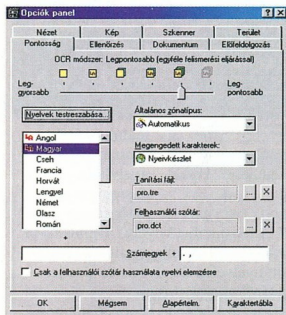 Opciók panel
Nézet Kép Szkenner Terület
Pontosság Ellenőrzés Dokumentum Előfeldolgozás
OCR módszer: Legpontosabb (egyféle felismerési eljárással)
Leg-gyorsabb
Leg-pontosabb
Nyelvek testreszabása...
Angol
Magyar
Cseh
Francia
Horvát
Lengyel
Német
Olasz
Román
+
Általános zónatípus:
Automatikus
Megengedett karakterek:
Nyelvkészlet
Tanítási fájl:
pro.tre ...
Felhasználói szótár:
pro.dct ...
Számjegyek + . ,
Csak a felhasználói szótár használata nyelvi elemzésre
OK Mégsem Alapértelm. Karaktertábla